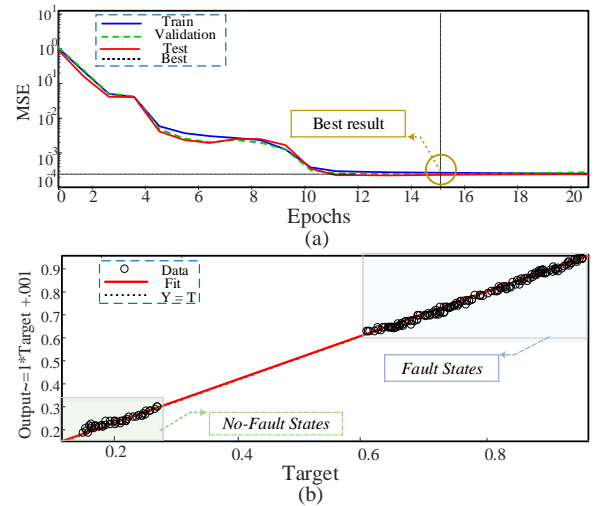 (a)
10^1
10^0
10^1
10^-2
10^-3
10^-4
MSE
Train
Validation
Test
Best
Best result
0 2 4 6 8 10 12 14 16 18 20
Epochs
(a)
(b)
0.9
0.8
0.7
0.6
0.5
0.4
0.3
0.2
Output~=1*Target +.001
Data
Fit
Y = T
Fault States
No-Fault States
0.2 0.4 0.6 0.8
Target
(b)